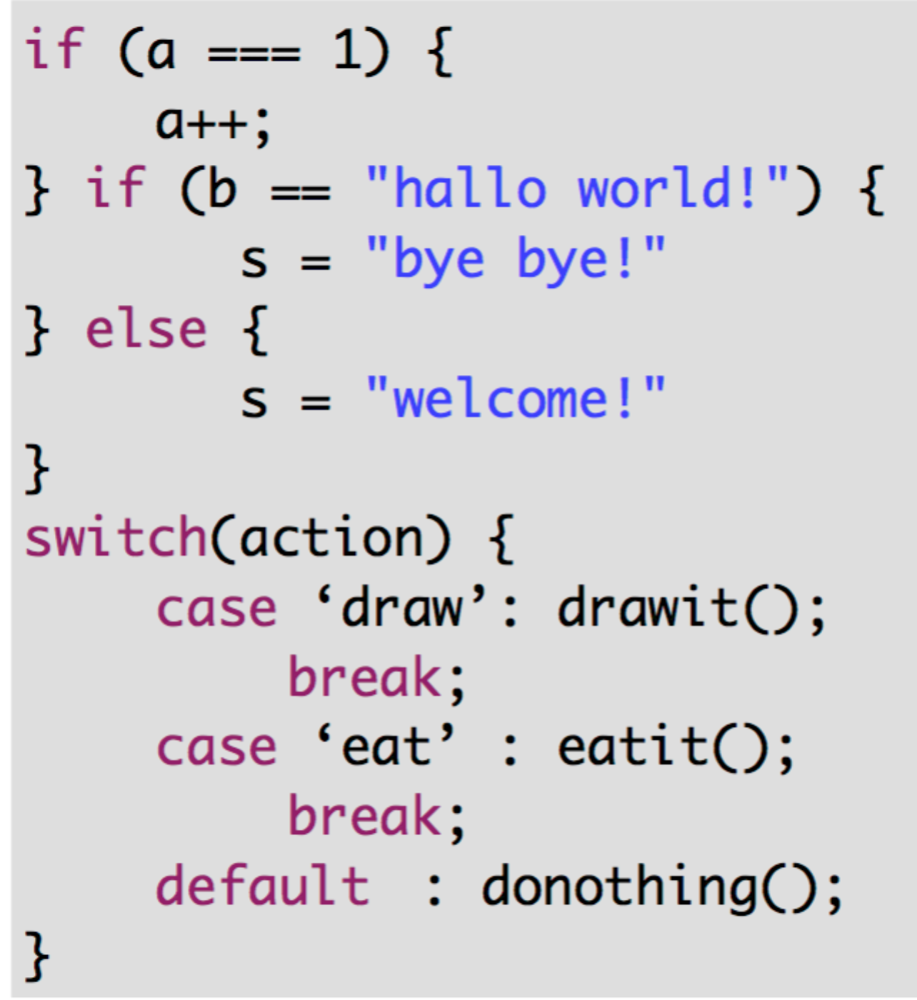 if (a === 1) {
a++;
} if (b == "hallo world!") {
s = "bye bye!"
} else {
s = "welcome!"
}
switch(action) {
case ‘draw’: drawit();
break;
case ‘eat’ : eatit();
break;
default : donothing();
}